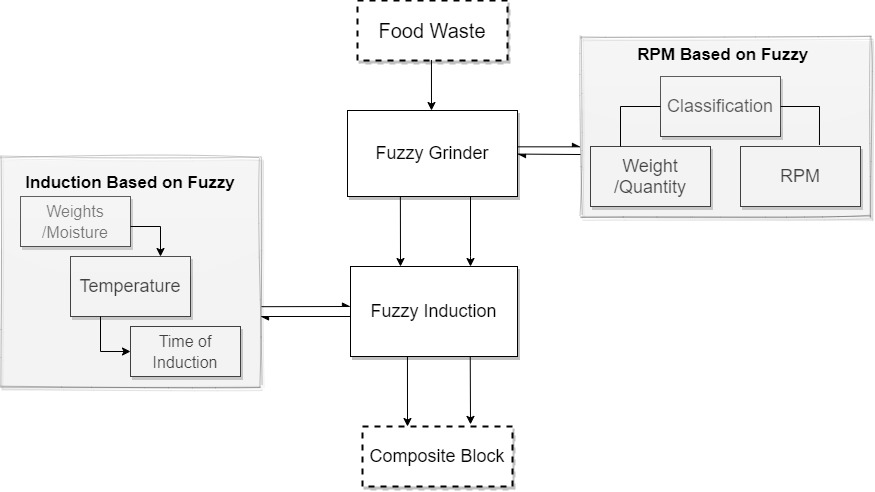 Food Waste
RPM Based on Fuzzy
Classification
Fuzzy Grinder
Weight
/Quantity
RPM
Induction Based on Fuzzy
Weights
/Moisture
Temperature
Fuzzy Induction
Time of
Induction
Composite Block